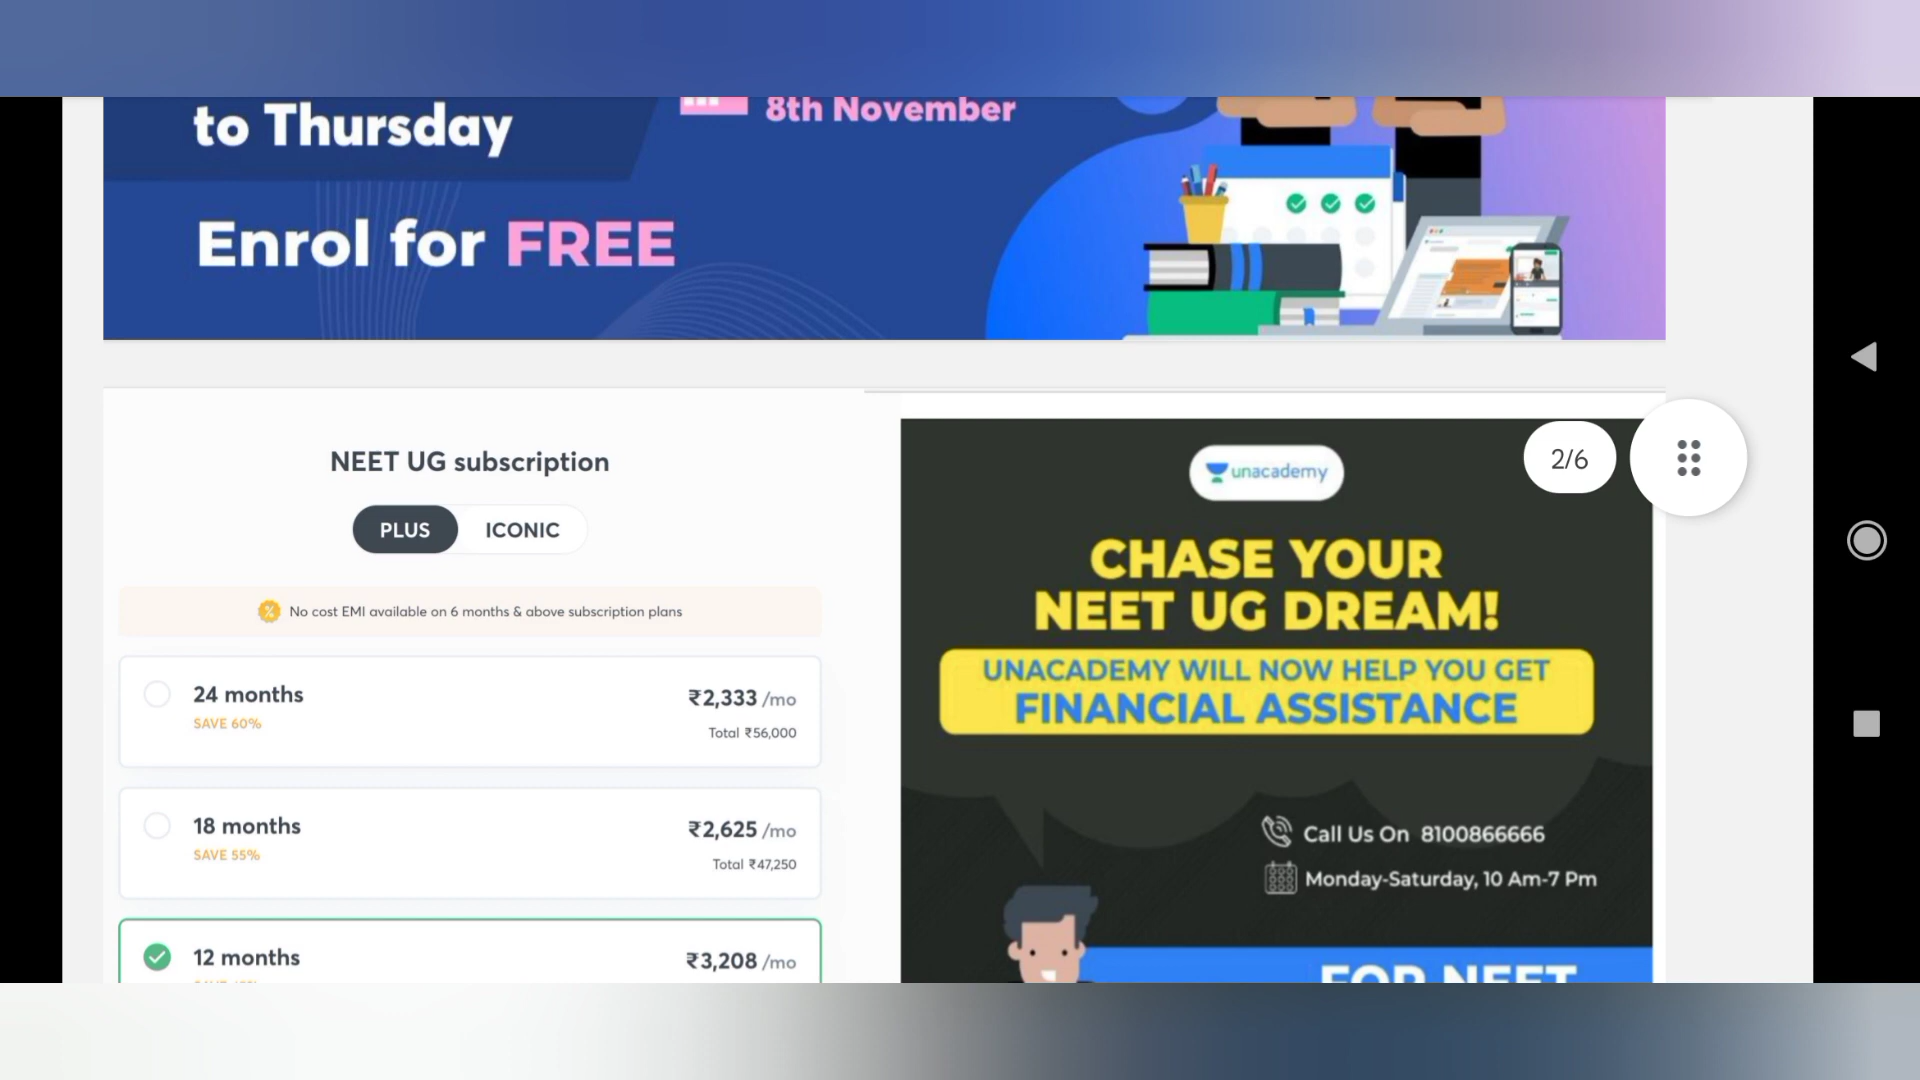 to Thursday
8th November
Enrol for FREE
NEET UG subscription
PLUS
ICONIC
No cost EMI available on 6 months & above subscription plans
24 months
₹2,333 /mo
SAVE 60%
Total ₹56,000
18 months
₹2,625 /mo
SAVE 55%
Total ₹47,250
12 months
₹3,208 /mo
unacademy
2/6
CHASE YOUR
NEET UG DREAM!
UNACADEMY WILL NOW HELP YOU GET
FINANCIAL ASSISTANCE
Call Us On 8100866666
Monday-Saturday, 10 Am-7 Pm
FOR NEET